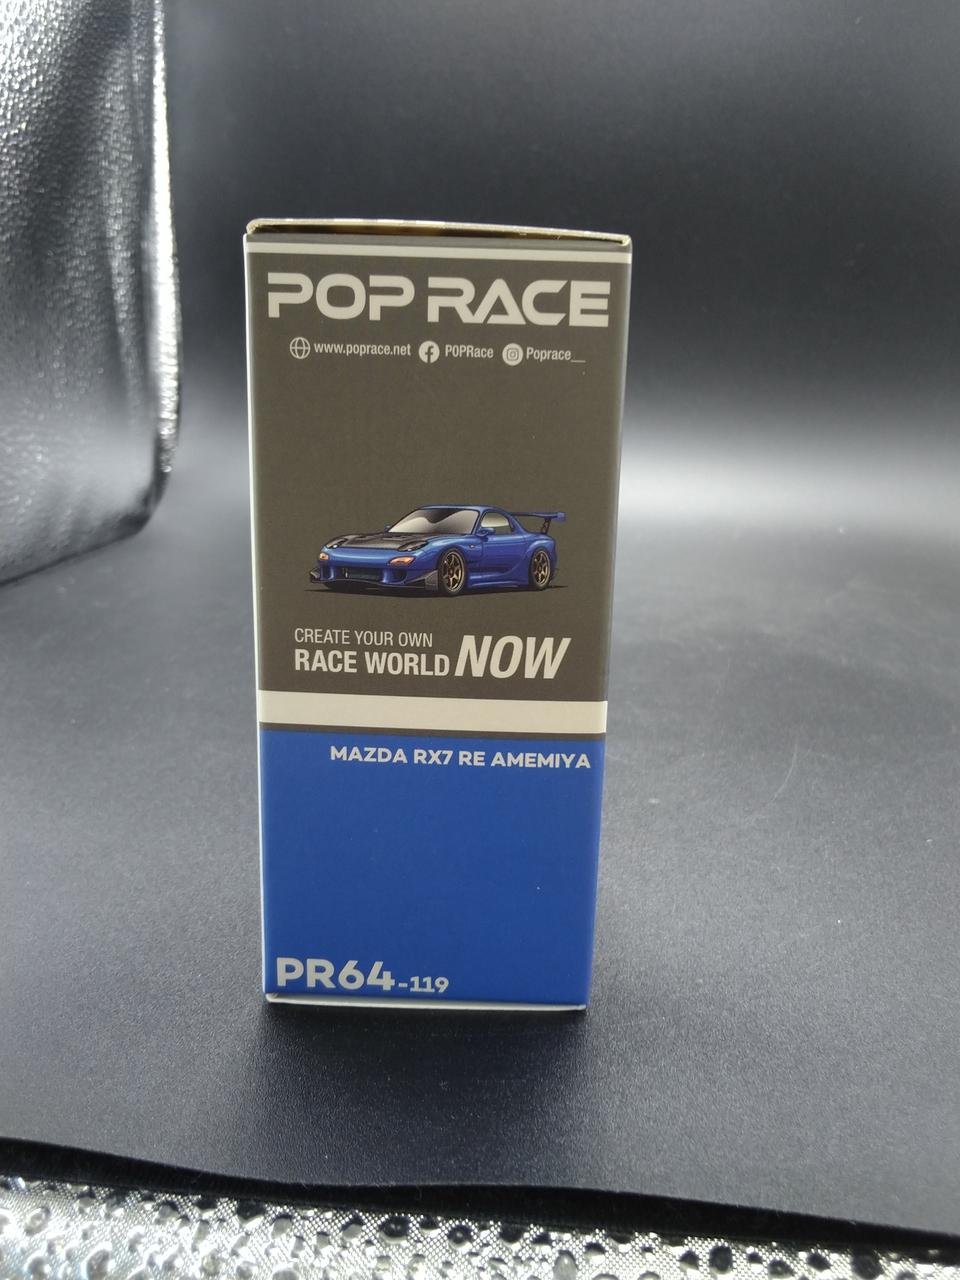 POP RACE
www.poprace.net POPRace Poprace__
CREATE YOUR OWN
RACE WORLD NOW
MAZDA RX7 RE AMEMIYA
PR64-119